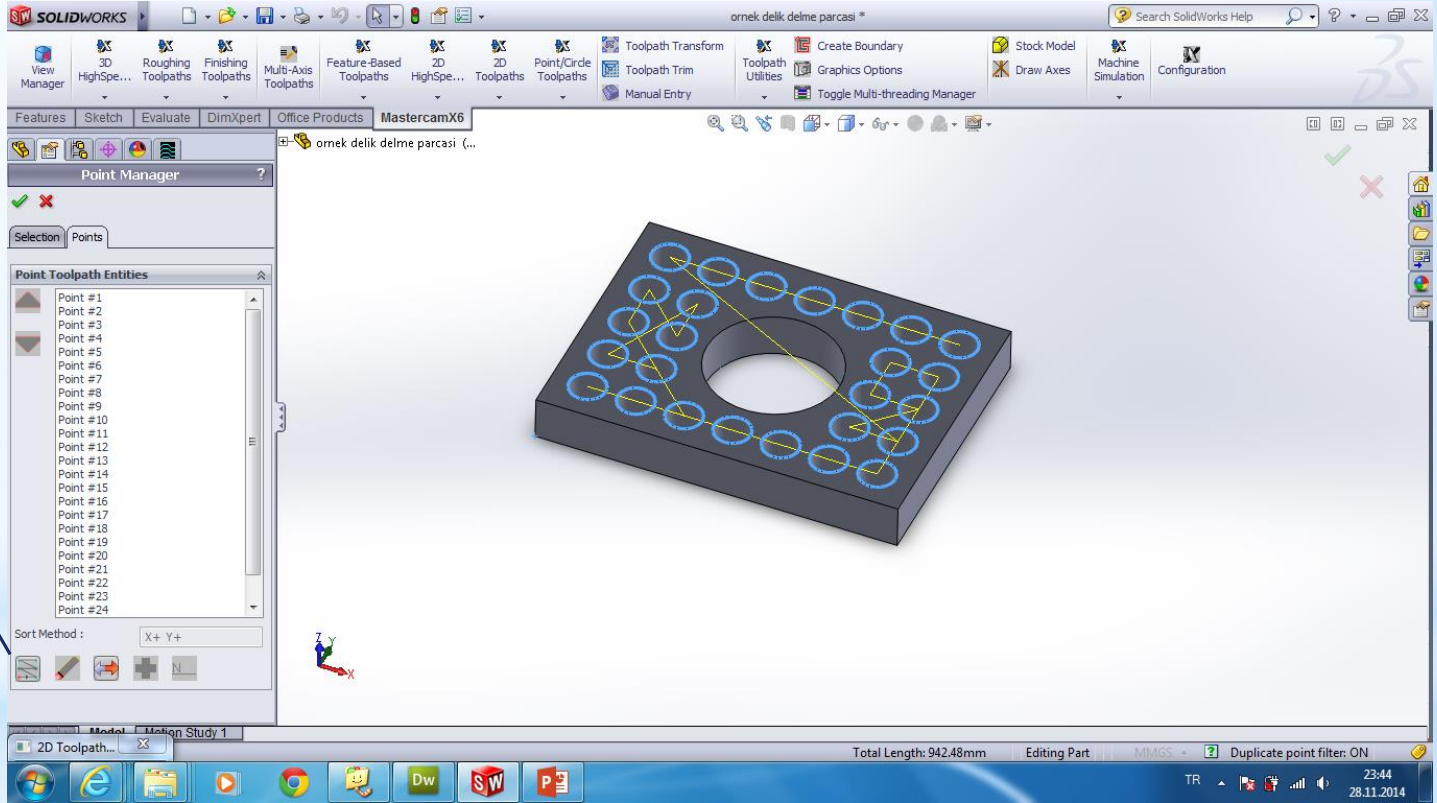 SOLIDWORKS
ornek delik delme parcasi *
Search SolidWorks Help
View Manager
3D HighSpe...
Roughing Toolpaths
Finishing Toolpaths
Multi-Axis Toolpaths
Feature-Based Toolpaths
2D HighSpe...
2D Toolpaths
Point/Circle Toolpaths
Toolpath Transform
Toolpath Trim
Manual Entry
Toolpath Utilities
Create Boundary
Graphics Options
Toggle Multi-threading Manager
Stock Model
Draw Axes
Machine Simulation
Configuration
Features Sketch Evaluate DimXpert Office Products MastercamX6
ornek delik delme parcasi (...
Point Manager ?
Selection Points
Point Toolpath Entities
Point #1
Point #2
Point #3
Point #4
Point #5
Point #6
Point #7
Point #8
Point #9
Point #10
Point #11
Point #12
Point #13
Point #14
Point #15
Point #16
Point #17
Point #18
Point #19
Point #20
Point #21
Point #22
Point #23
Point #24
Sort Method : X+ Y+
N
Z
Y
X
Model Motion Study 1
2D Toolpath...
Total Length: 942.48mm Editing Part MMGS Duplicate point filter: ON
Dw
SW
P
TR 23:44
28.11.2014